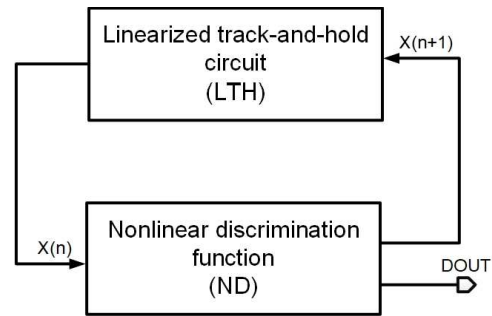 Linearized track-and-hold
circuit
(LTH)
X(n+1)
X(n)
Nonlinear discrimination
function
(ND)
DOUT